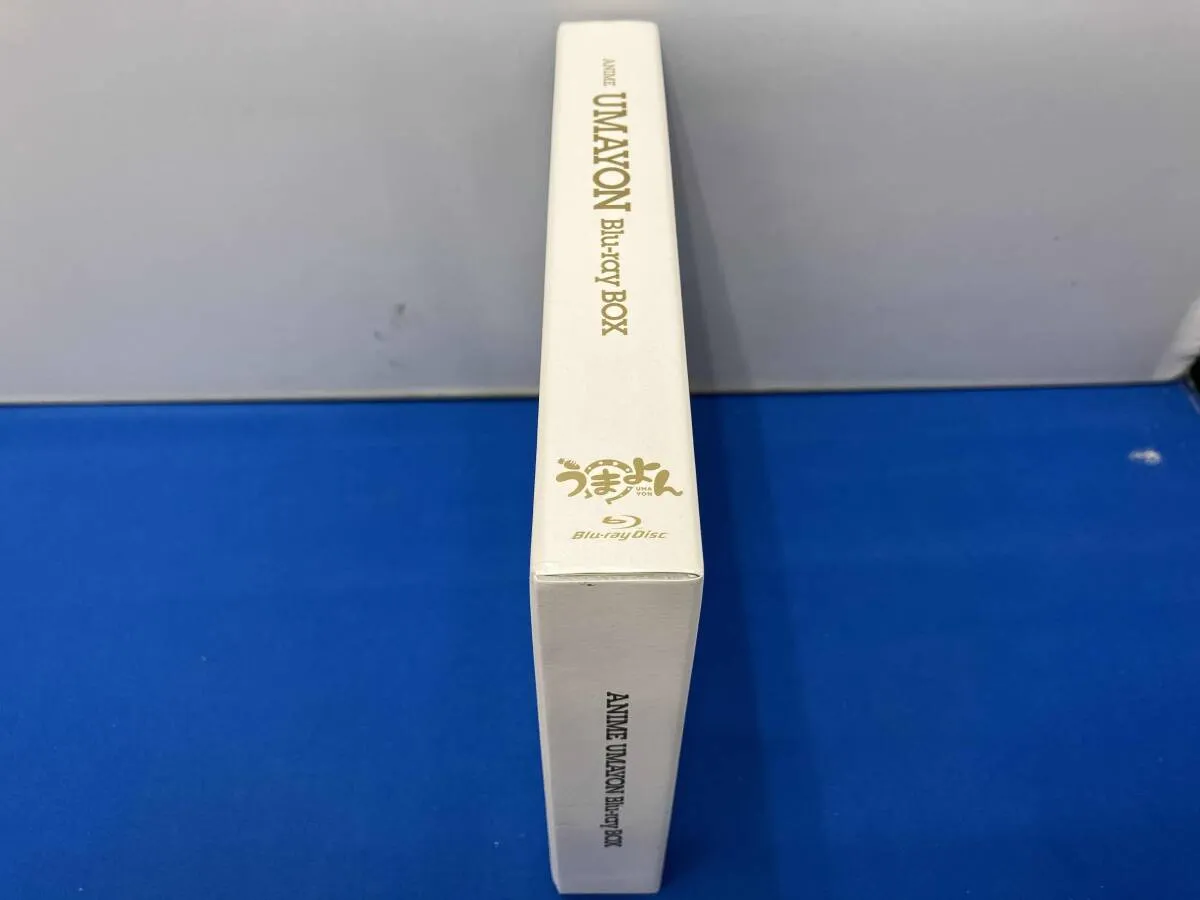 ANIME UMAYON Blu-ray BOX
うまよん
UMA
YON
Blu-ray Disc
ANIME UMAYON Blu-ray BOX